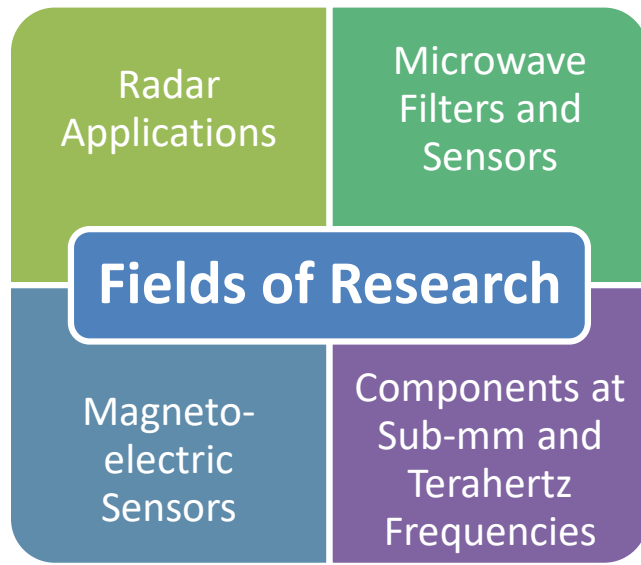 Radar
Applications
Microwave
Filters and
Sensors
Fields of Research
Magneto-
electric
Sensors
Components at
Sub-mm and
Terahertz
Frequencies